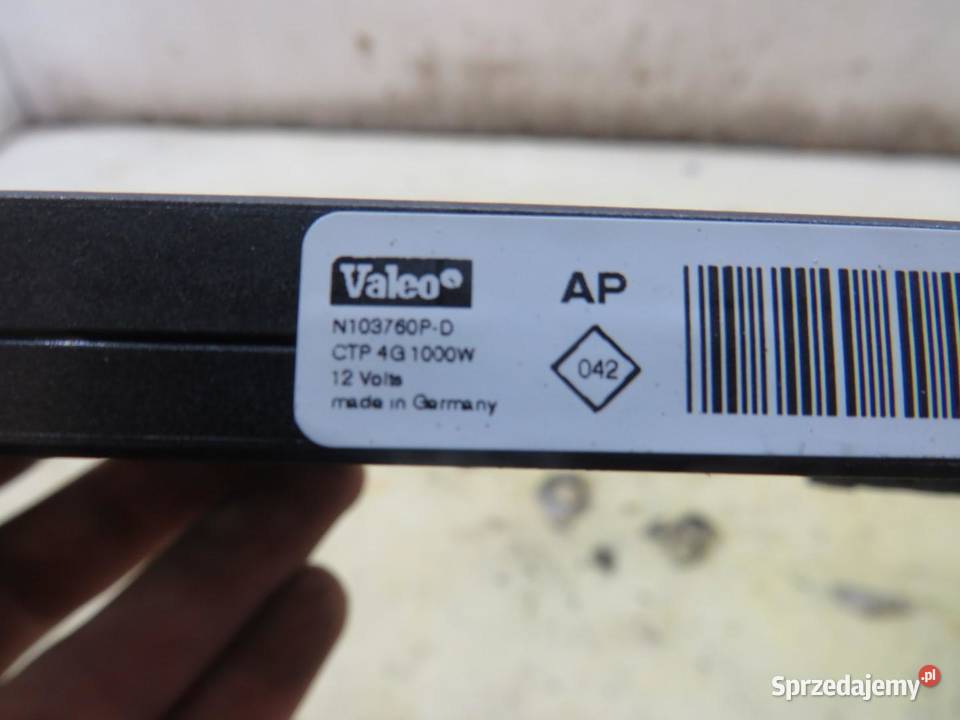 Valeo
N103760P-D
CTP 4G 1000W
12 Volts
made in Germany
AP
042
Sprzedajemy.pl